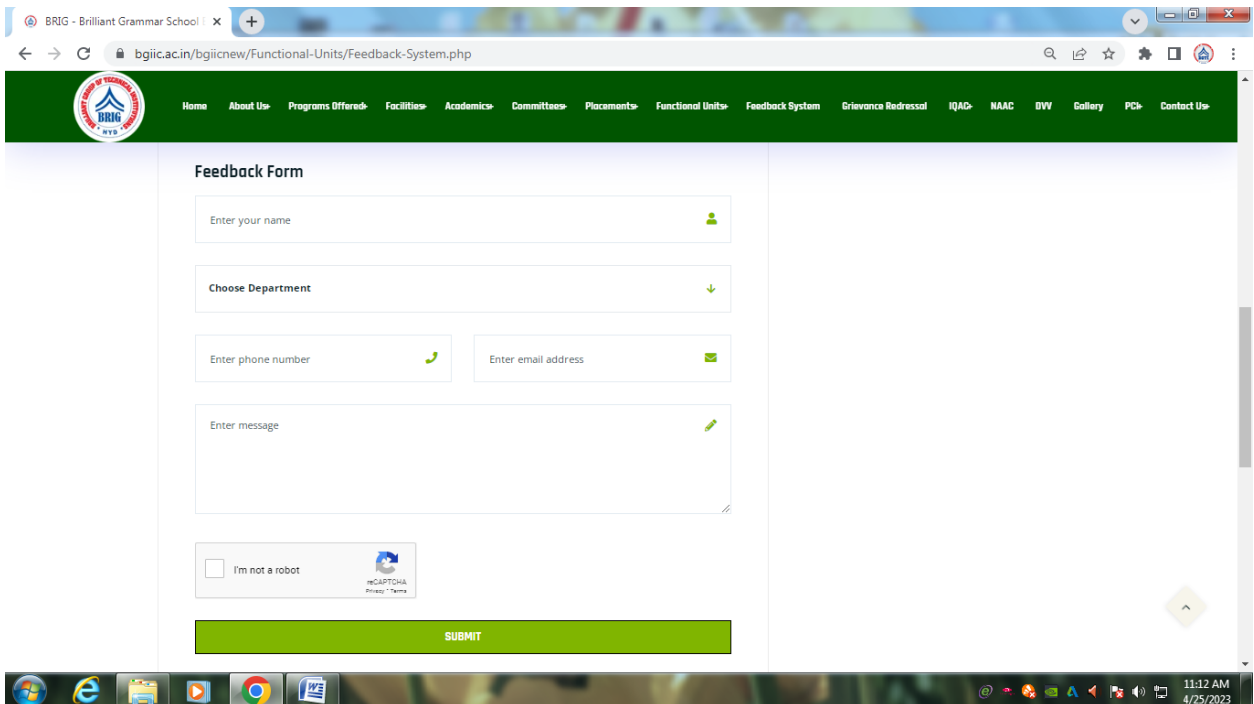 BRIG - Brilliant Grammar School E
bgiic.ac.in/bgiicnew/Functional-Units/Feedback-System.php
BRIG
HYD
Home About Us Programs Offered Facilities Academics Committees Placements Functional Units Feedback System Grievance Redressal IQAC NAAC DVV Gallery PCI Contact Us
Feedback Form
Enter your name
Choose Department
Enter phone number Enter email address
Enter message
I'm not a robot
reCAPTCHA
Privacy Terms
SUBMIT
11:12 AM
4/25/2023